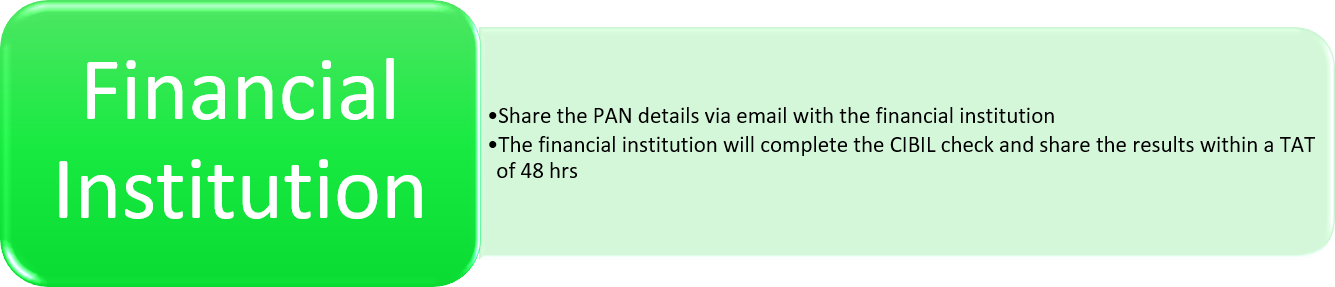 Financial
Institution
•Share the PAN details via email with the financial institution
•The financial institution will complete the CIBIL check and share the results within a TAT
of 48 hrs